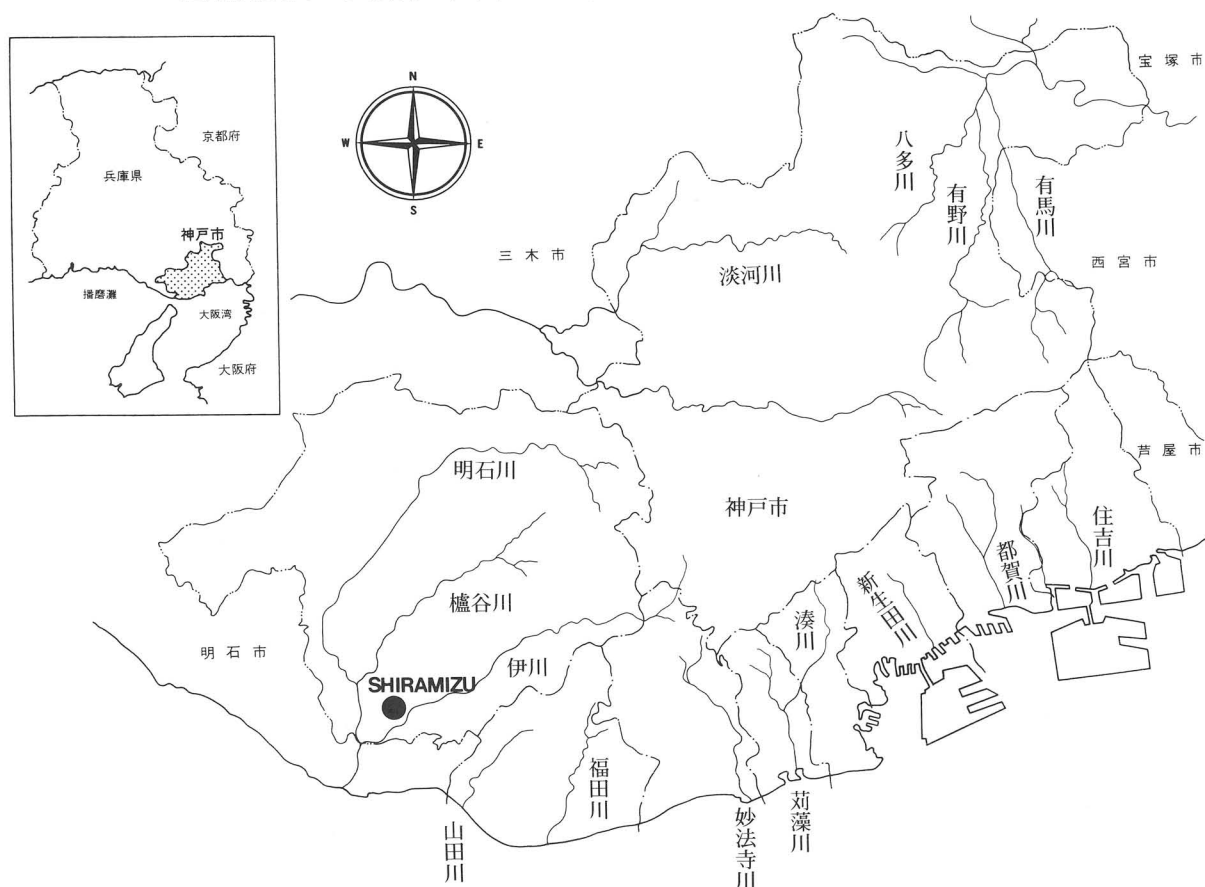 京都府
兵庫県
神戸市
播磨灘
大阪湾
大阪府
N
W
E
S
宝塚市
八多川
有野川
有馬川
三木市
淡河川
西宮市
明石川
神戸市
芦屋市
住吉川
都賀川
新生田川
湊川
櫨谷川
伊川
明石市
SHIRAMIZU
福田川
山田川
妙法寺川
苅藻川